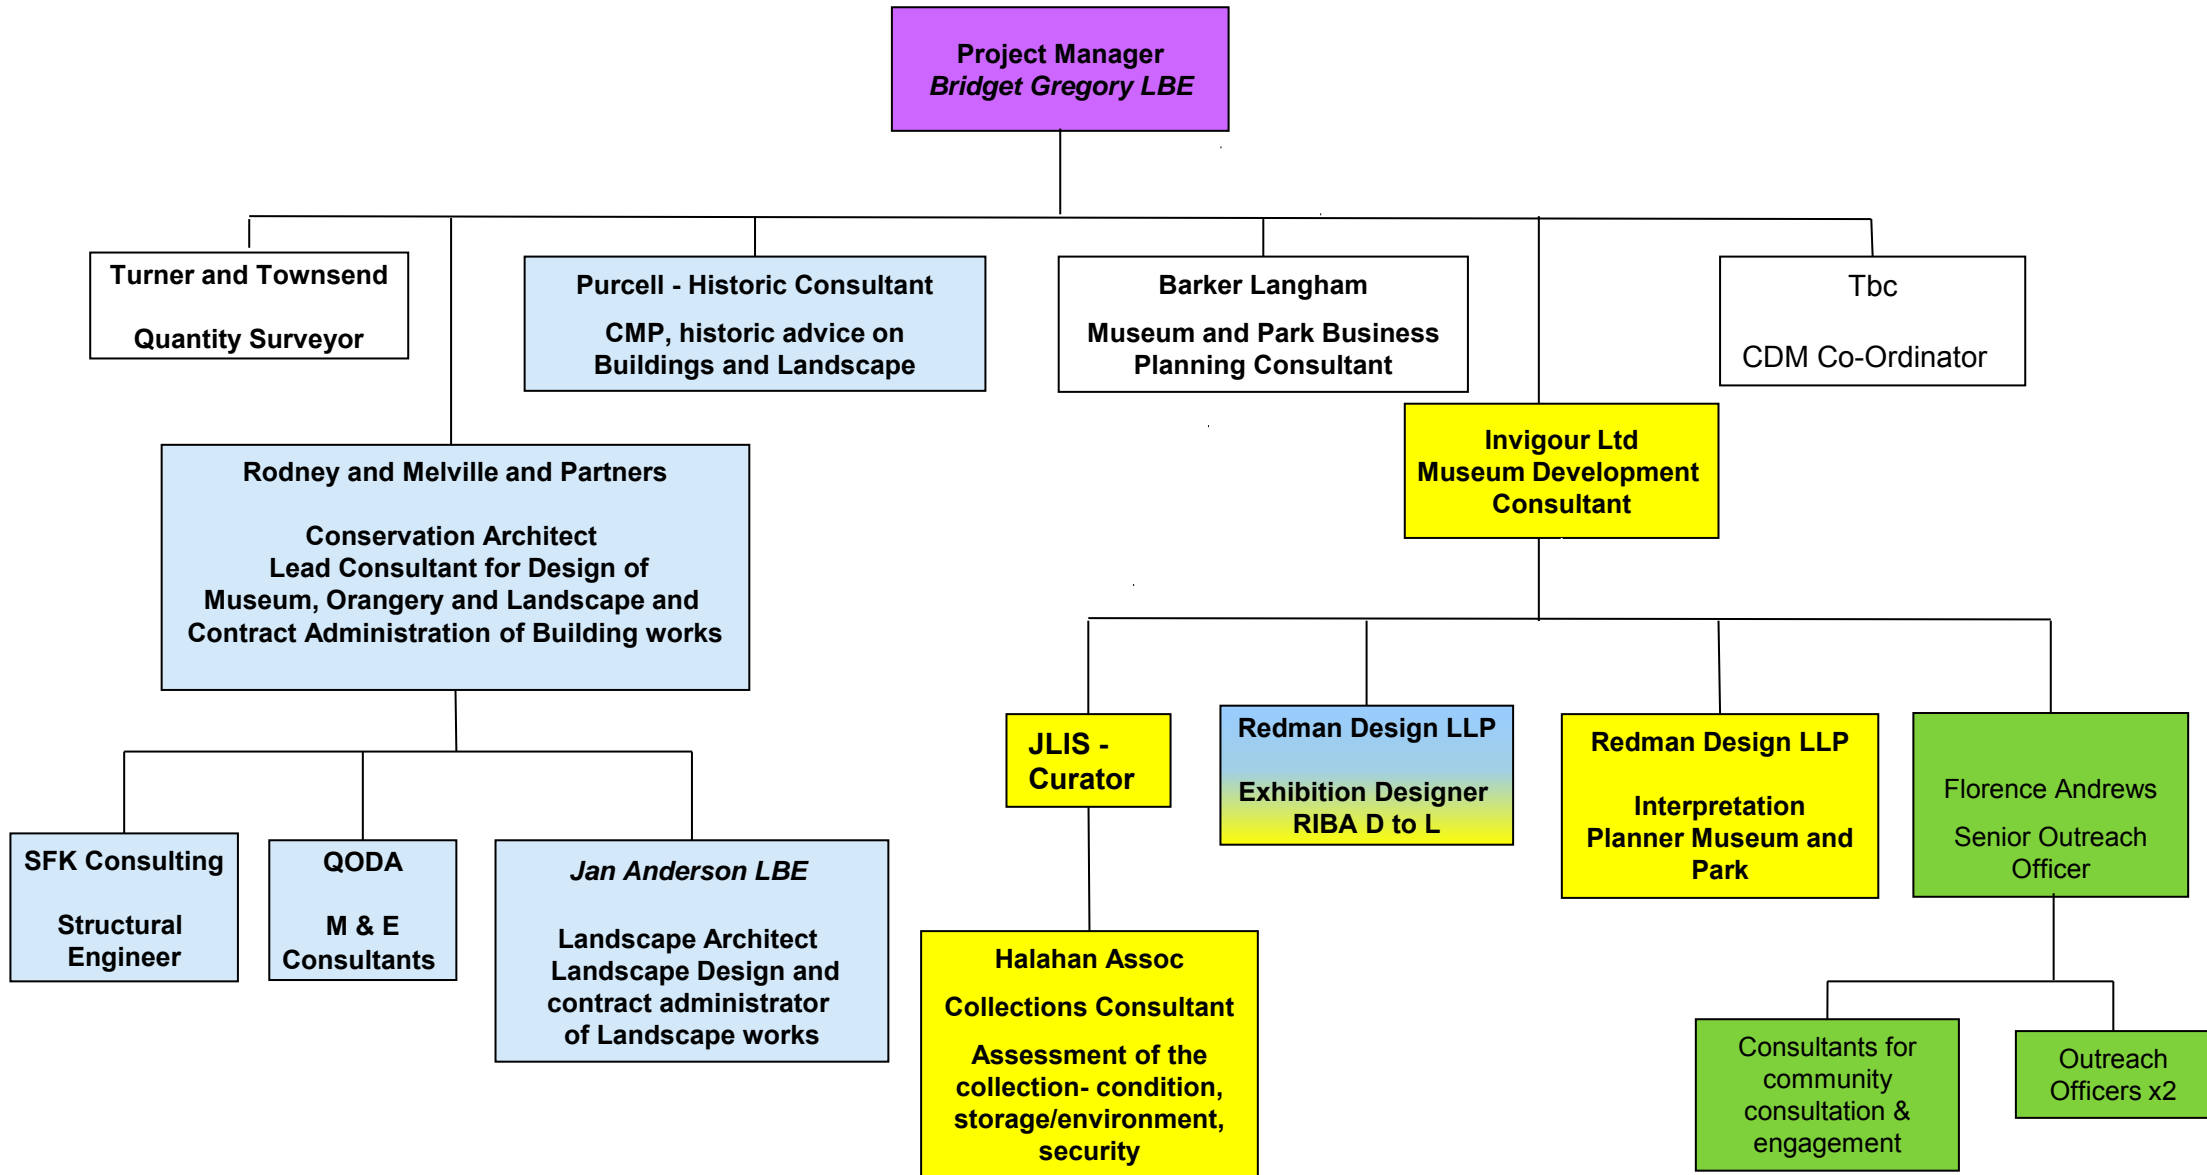 Project Manager
Bridget Gregory LBE
Turner and Townsend
Quantity Surveyor
Purcell - Historic Consultant
CMP, historic advice on
Buildings and Landscape
Barker Langham
Museum and Park Business
Planning Consultant
Tbc
CDM Co-Ordinator
Rodney and Melville and Partners
Conservation Architect
Lead Consultant for Design of
Museum, Orangery and Landscape and
Contract Administration of Building works
Invigour Ltd
Museum Development
Consultant
SFK Consulting
Structural
Engineer
QODA
M & E
Consultants
Jan Anderson LBE
Landscape Architect
Landscape Design and
contract administrator
of Landscape works
JLIS -
Curator
Redman Design LLP
Exhibition Designer
RIBA D to L
Redman Design LLP
Interpretation
Planner Museum and
Park
Florence Andrews
Senior Outreach
Officer
Halahan Assoc
Collections Consultant
Assessment of the
collection- condition,
storage/environment,
security
Consultants for
community
consultation &
engagement
Outreach
Officers x2